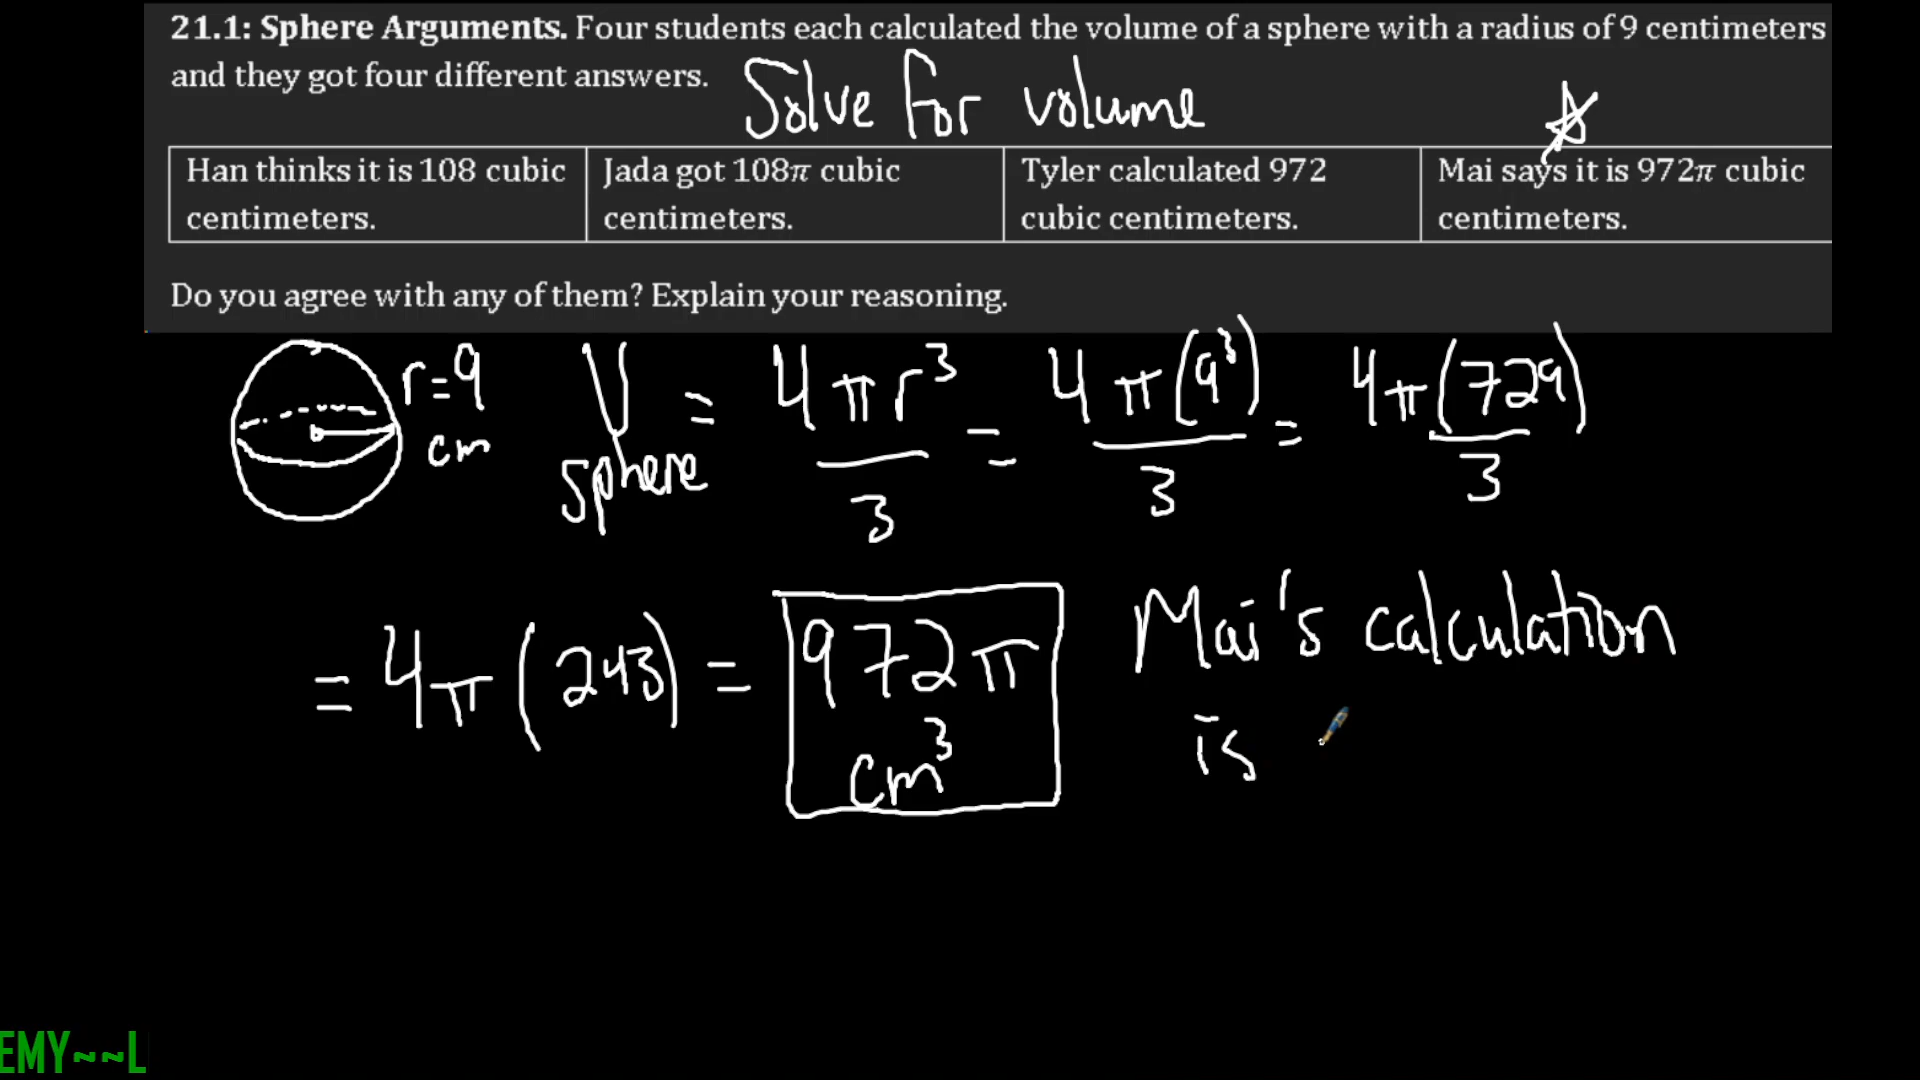 21.1: Sphere Arguments. Four students each calculated the volume of a sphere with a radius of 9 centimeters
and they got four different answers.
Solve for volume
Han thinks it is 108 cubic
centimeters.
Jada got 108π cubic
centimeters.
Tyler calculated 972
cubic centimeters.
Mai says it is 972π cubic
centimeters.
Do you agree with any of them? Explain your reasoning.
r=9
cm
V sphere = 4πr³/3 = 4π(9³)/3 = 4π(729)/3
= 4π(243) = 972π cm³
Mai's calculation
is
EMY~~L